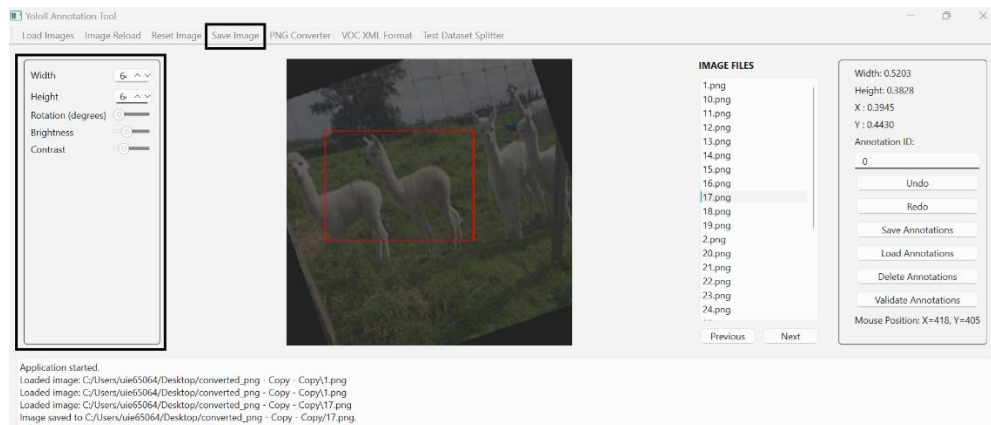 Yolo8 Annotation Tool
Load Images Image Reload Reset Image Save Image PNG Converter VOC XML Format Test Dataset Splitter
Width
Height
Rotation (degrees)
Brightness
Contrast
IMAGE FILES
1.png
10.png
11.png
12.png
13.png
14.png
15.png
16.png
17.png
18.png
19.png
2.png
20.png
21.png
22.png
23.png
24.png
Previous Next
Width: 0.5203
Height: 0.3828
X : 0.3945
Y : 0.4430
Annotation ID:
0
Undo
Redo
Save Annotations
Load Annotations
Delete Annotations
Validate Annotations
Mouse Position: X=418, Y=405
Application started.
Loaded image: C:/Users/uie65064/Desktop/converted_png - Copy - Copy\1.png
Loaded image: C:/Users/uie65064/Desktop/converted_png - Copy - Copy\1.png
Loaded image: C:/Users/uie65064/Desktop/converted_png - Copy - Copy\17.png
Image saved to C:/Users/uie65064/Desktop/converted_png - Copy - Copy/17.png.